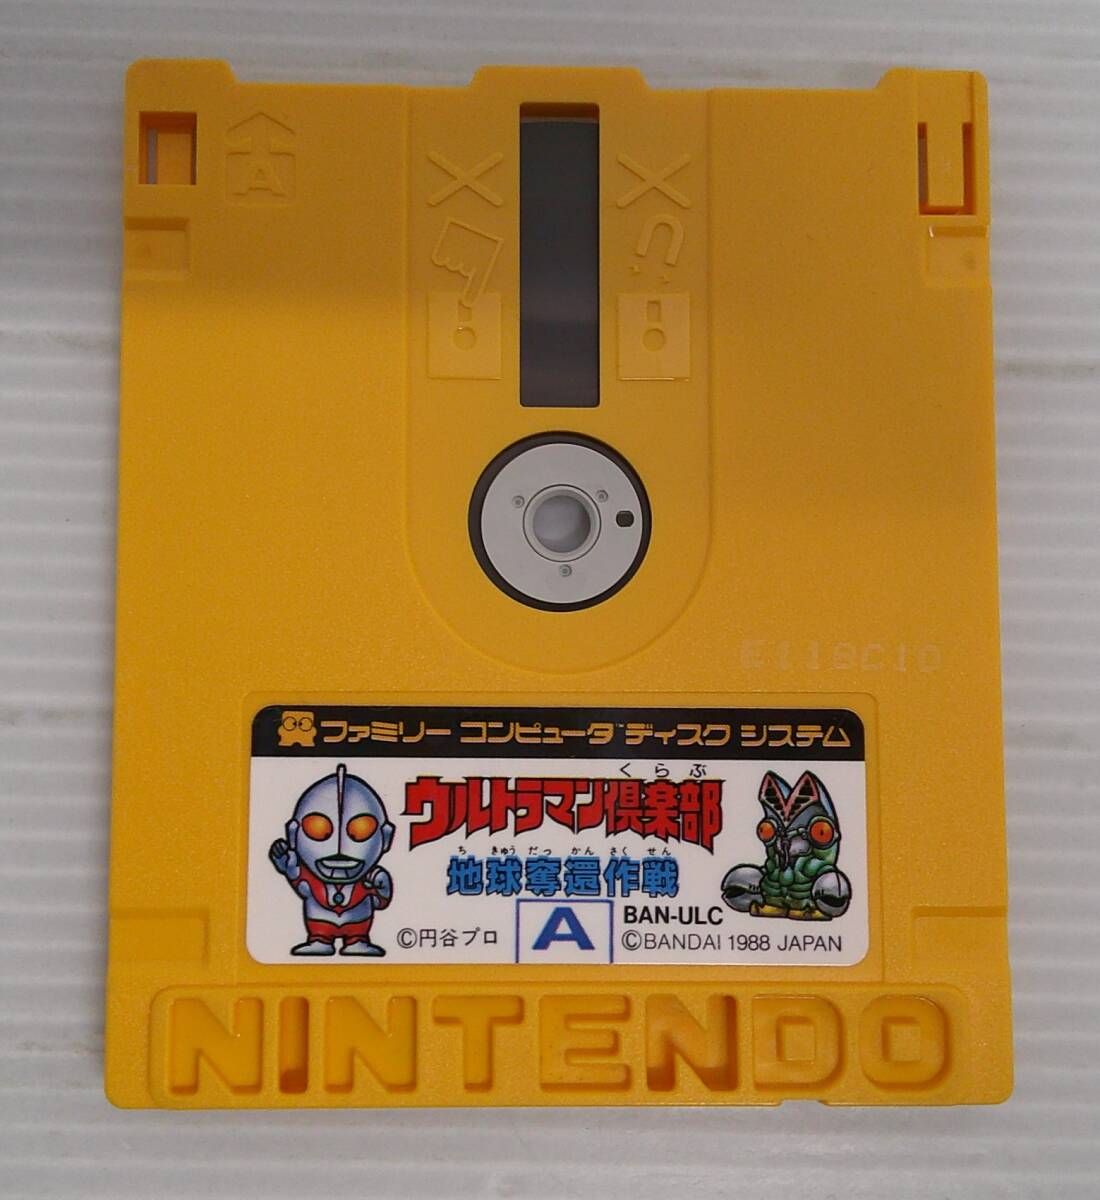 A
E118C1D
ファミリー コンピュータ™ ディスク システム
くらぶ
ウルトラマン倶楽部
ち きゅう だっ かん さく せん
地球奪還作戦
©円谷プロ
A
BAN-ULC
©BANDAI 1988 JAPAN
NINTENDO